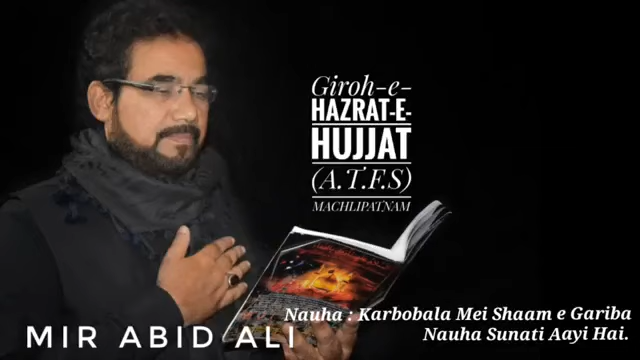 Giroh-e-
HAZRAT-E-
HUJJAT
(A.T.F.S)
MACHLIPATNAM
Nauha : Karbobala Mei Shaam e Gariba
Nauha Sunati Aayi Hai.
MIR ABID ALI